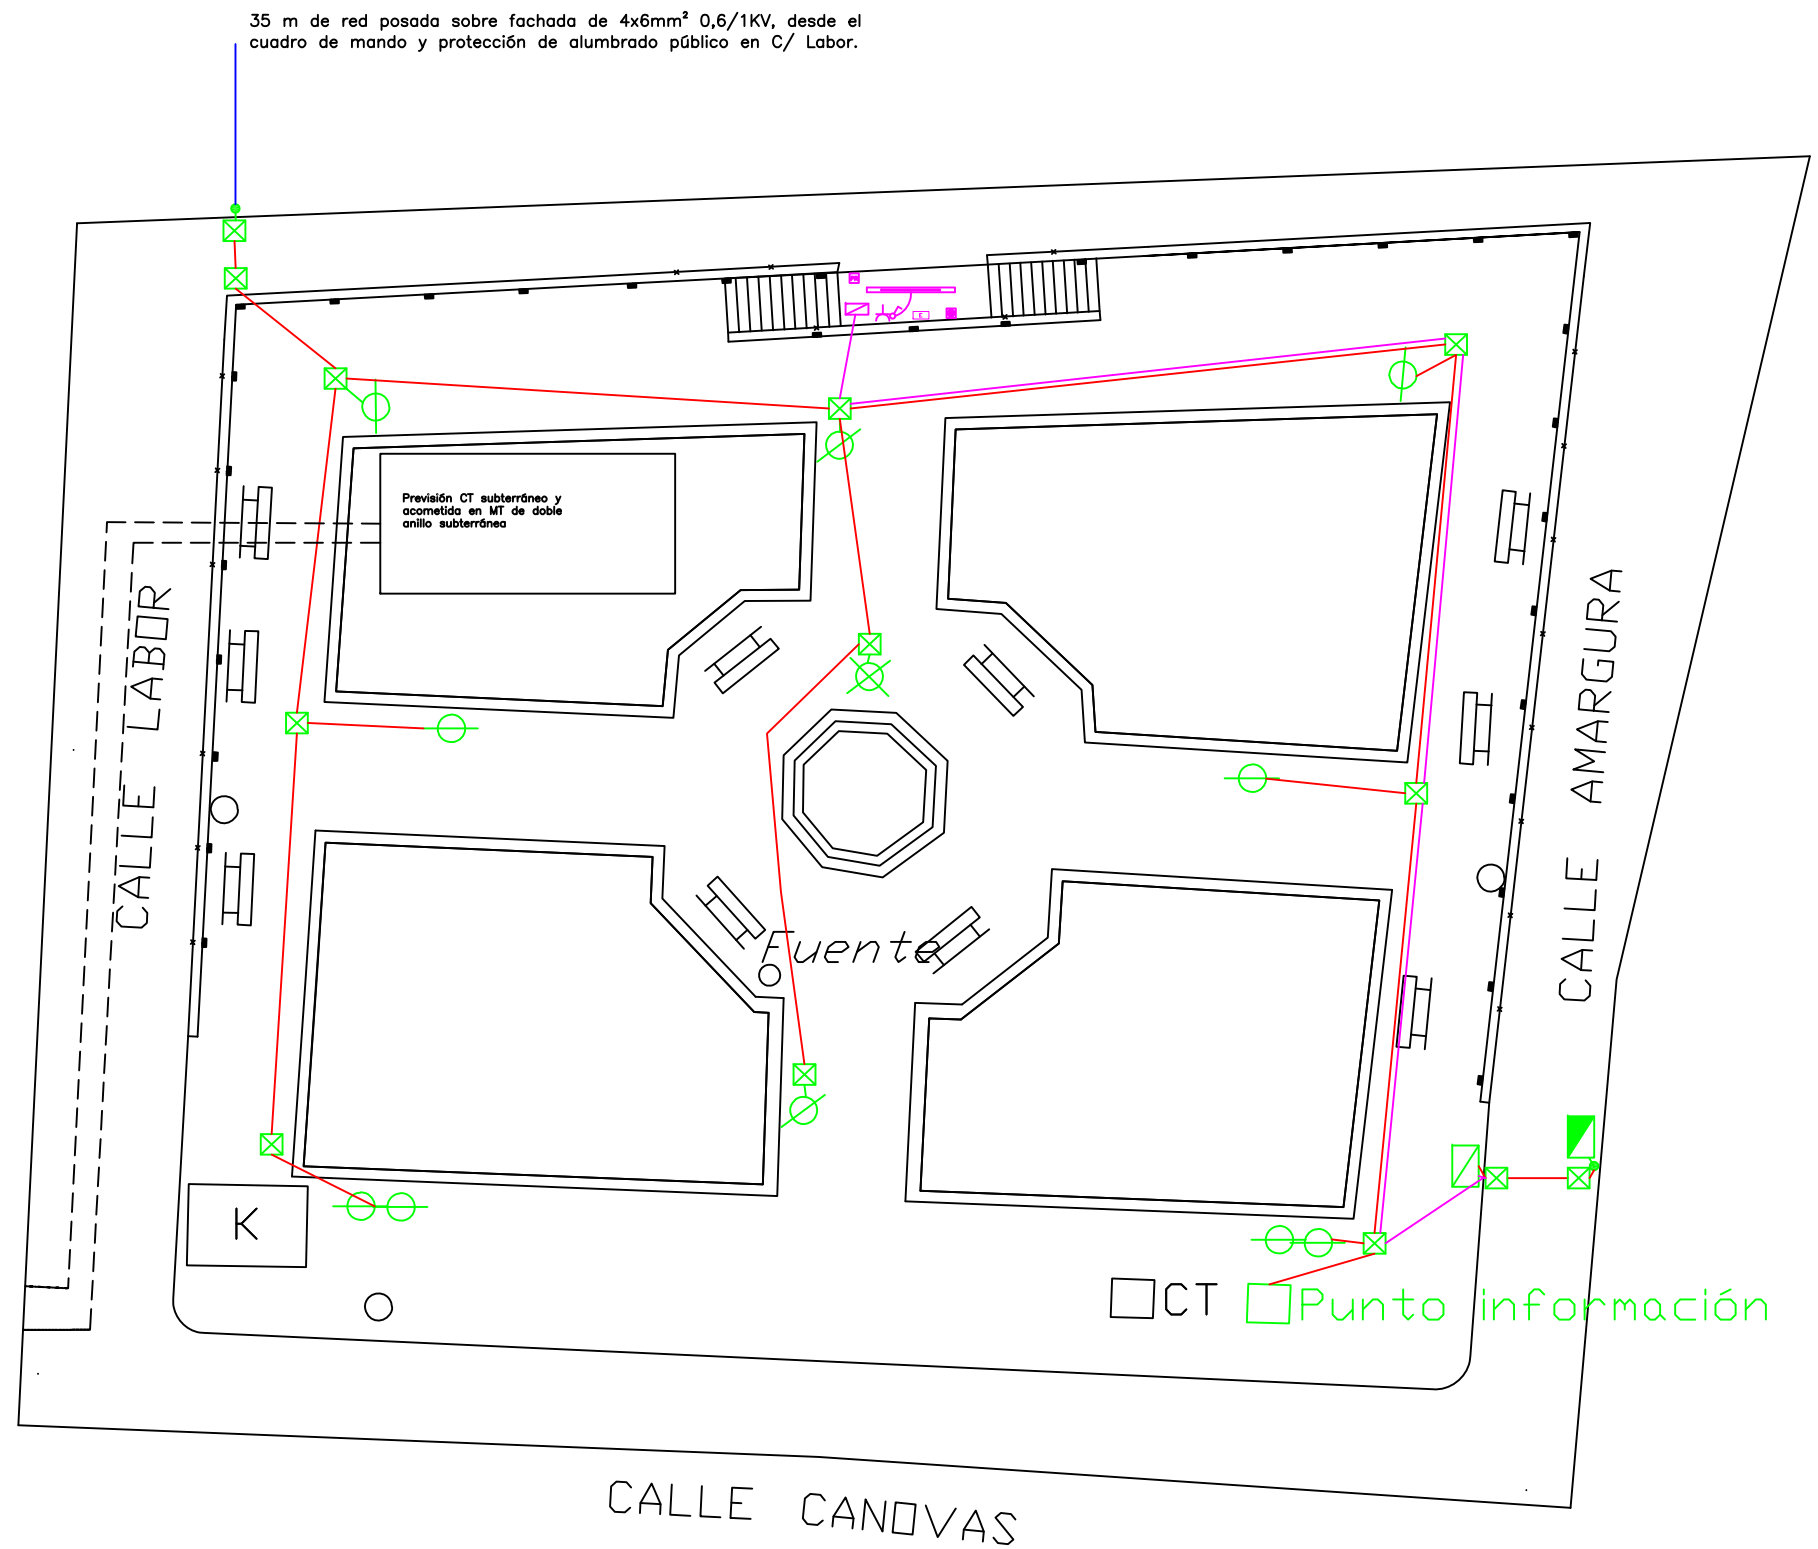 35 m de red posada sobre fachada de 4x6mm² 0,6/1KV, desde el
cuadro de mando y protección de alumbrado público en C/ Labor.
E
Previsión CT subterráneo y
acometida en MT de doble
anillo subterránea
CALLE LABOR
CALLE AMARGURA
Fuente
K
CT
Punto información
CALLE CANOVAS